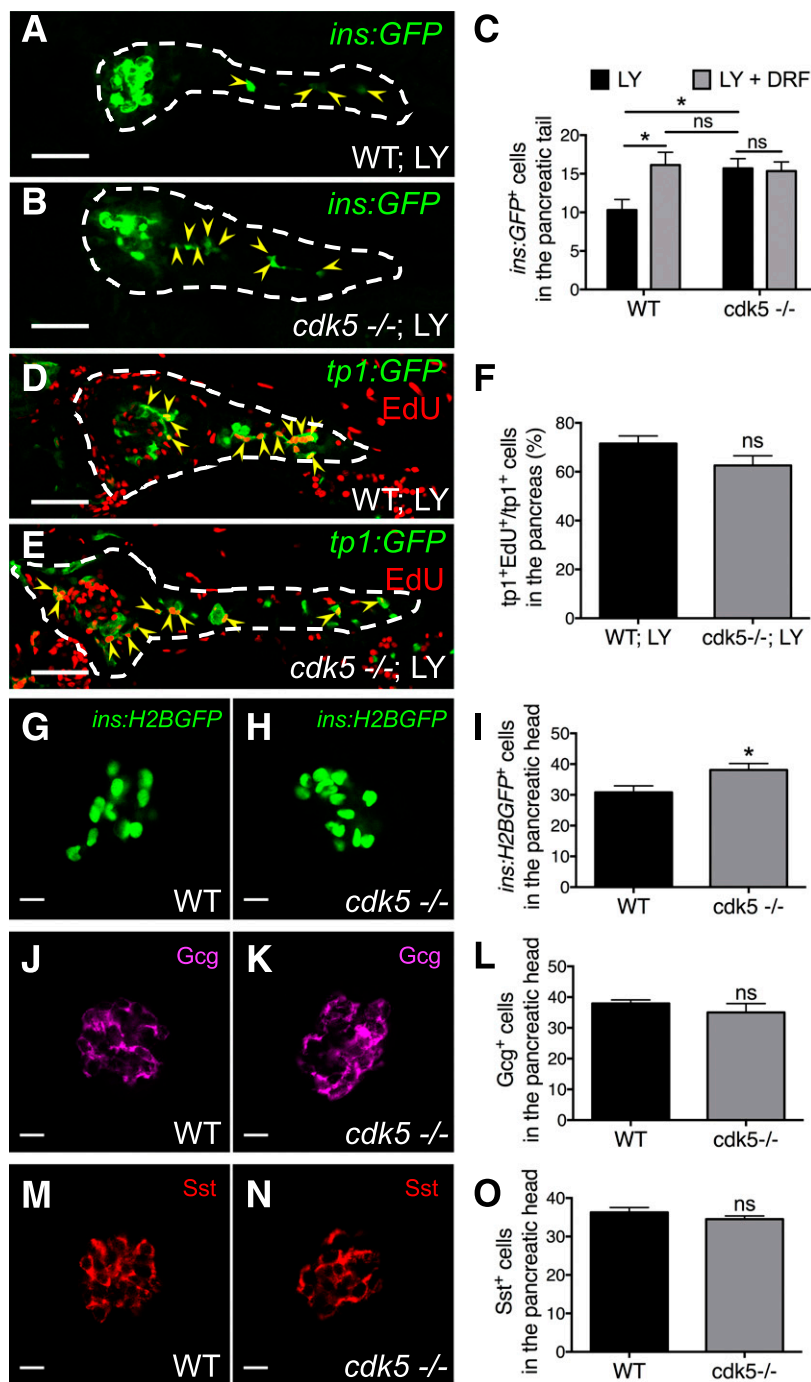 A
ins:GFP
WT; LY
B
ins:GFP
cdk5 -/-; LY
C
LY
LY + DRF
*
*
ns
ns
20
15
10
5
0
ins:GFP+ cells
in the pancreatic tail
WT
cdk5 -/-
D
tp1:GFP
EdU
WT; LY
E
tp1:GFP
EdU
cdk5 -/-; LY
F
80
60
40
20
0
tp1+EdU+/tp1+ cells
in the pancreas (%)
ns
WT; LY
cdk5-/-; LY
G
ins:H2BGFP
WT
H
ins:H2BGFP
cdk5 -/-
I
50
40
30
20
10
0
ins:H2BGFP+ cells
in the pancreatic head
*
WT
cdk5 -/-
J
Gcg
WT
K
Gcg
cdk5 -/-
L
50
40
30
20
10
0
Gcg+ cells
in the pancreatic head
ns
WT
cdk5-/-
M
Sst
WT
N
Sst
cdk5 -/-
O
40
30
20
10
0
Sst+ cells
in the pancreatic head
ns
WT
cdk5-/-